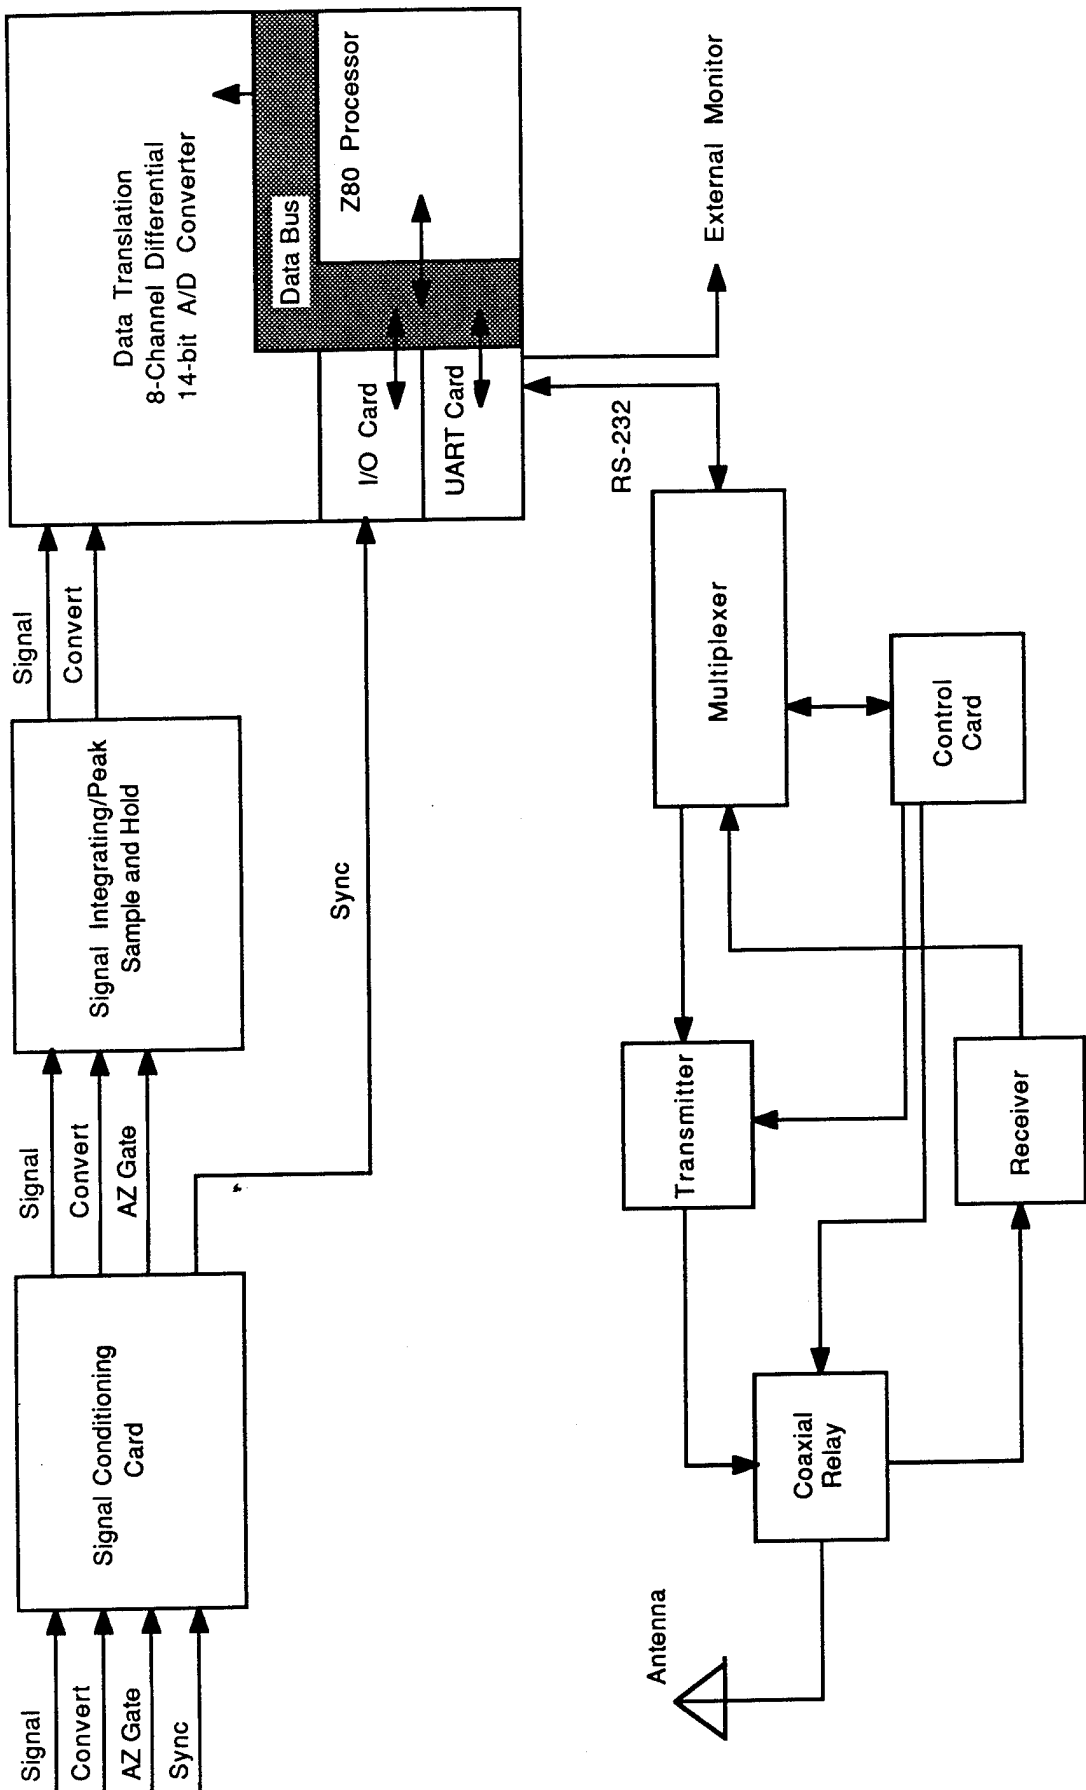 Signal
Convert
AZ Gate
Sync
Signal Conditioning
Card
Signal
Convert
AZ Gate
Signal Integrating/Peak
Sample and Hold
Signal
Convert
Sync
Data Translation
8-Channel Differential
14-bit A/D Converter
Data Bus
Z80 Processor
I/O Card
UART Card
RS-232
External Monitor
Multiplexer
Control
Card
Transmitter
Receiver
Coaxial
Relay
Antenna